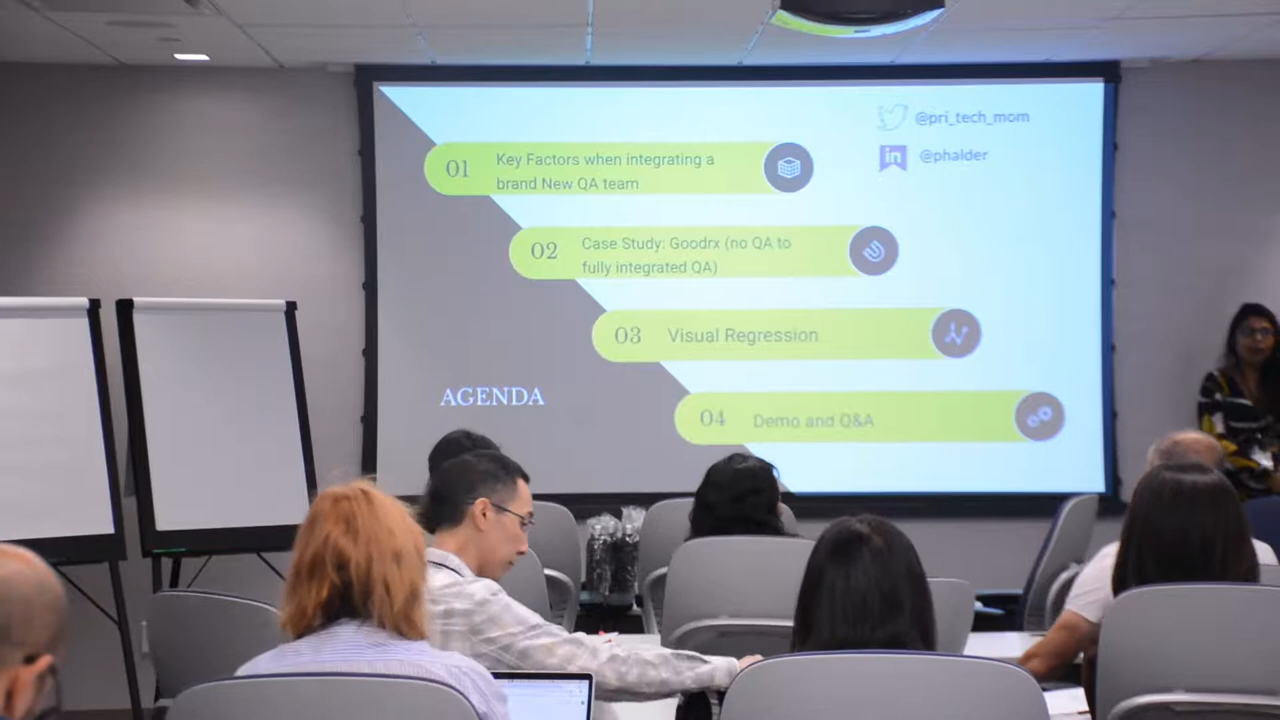 @pri_tech_mom
in @phalder
01 Key Factors when integrating a
brand New QA team
02 Case Study: Goodrx (no QA to
fully integrated QA)
03 Visual Regression
AGENDA
04 Demo and Q&A